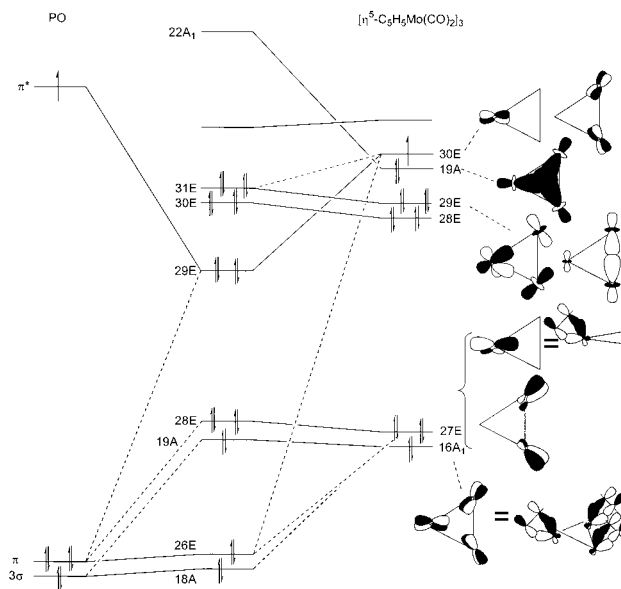 PO
[η⁵-C₅H₅Mo(CO)₂]₃
22A₁
π*
30E
19A
31E
30E
29E
28E
29E
28E
19A
27E
16A₁
=
26E
π
3σ
18A
=